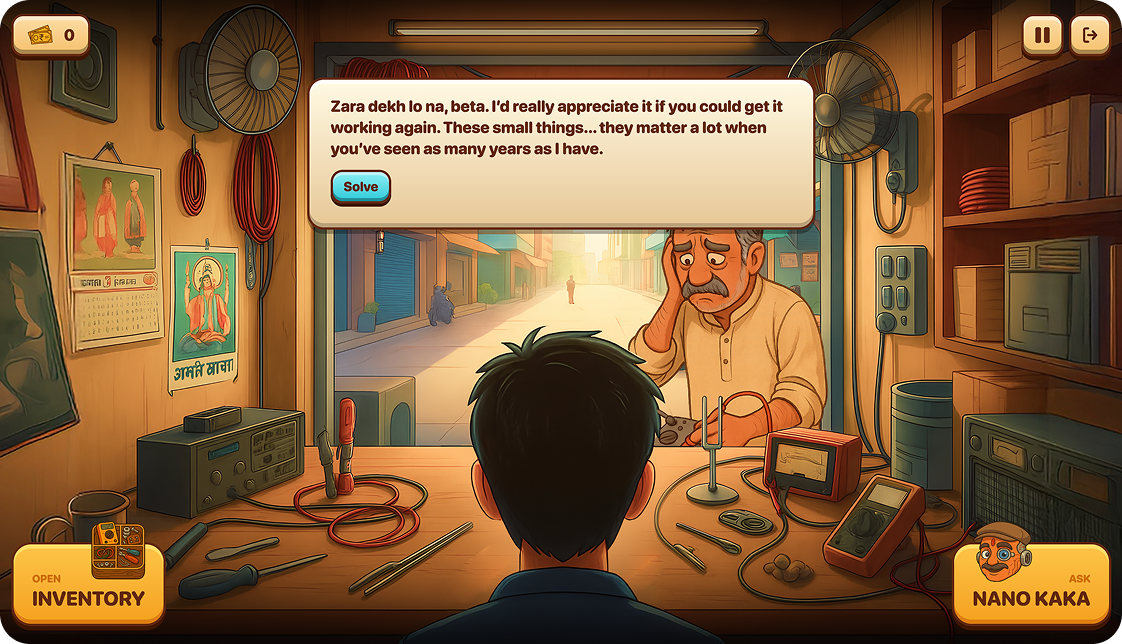 0
Zara dekh lo na, beta. I'd really appreciate it if you could get it
working again. These small things... they matter a lot when
you've seen as many years as I have.
Solve
OPEN
INVENTORY
ASK
NANO KAKA